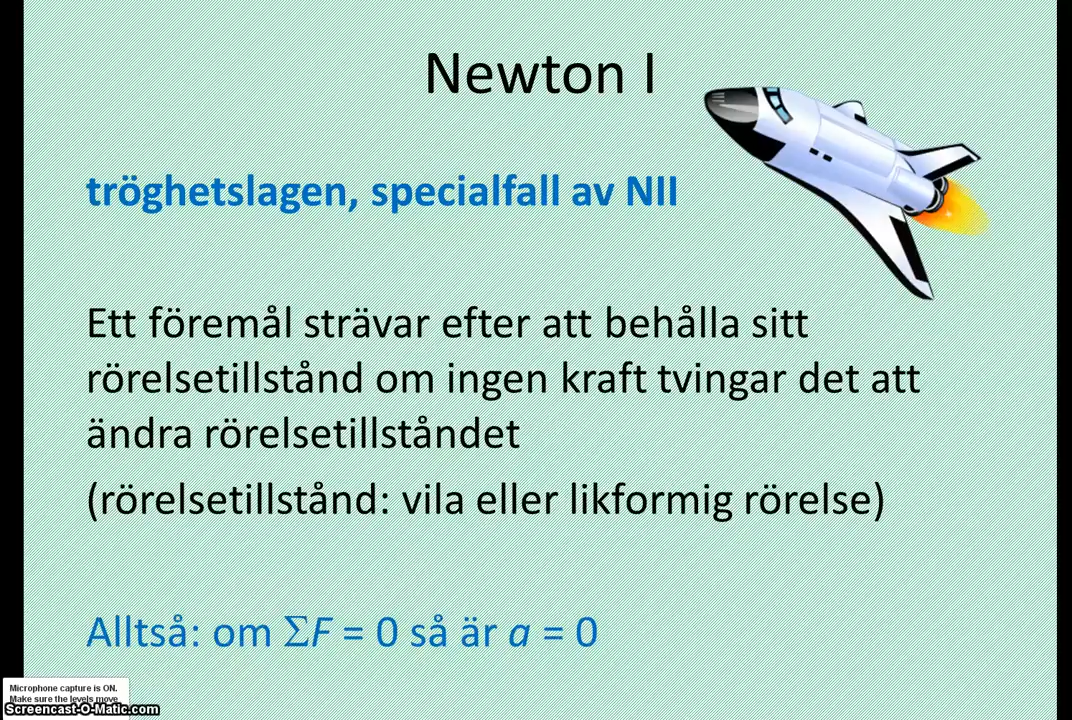 Newton I
tröghetslagen, specialfall av NII
Ett föremål strävar efter att behålla sitt
rörelsetillstånd om ingen kraft tvingar det att
ändra rörelsetillståndet
(rörelsetillstånd: vila eller likformig rörelse)
Alltså: om ΣF = 0 så är a = 0
Microphone capture is ON.
Make sure the levels move
Screencast-O-Matic.com